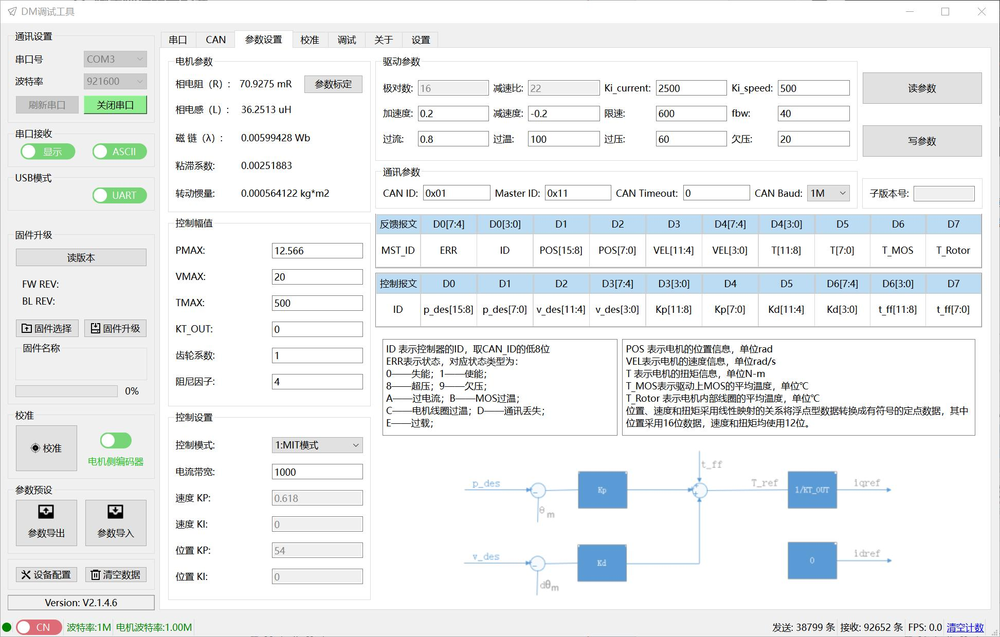 DM调试工具
通讯设置
串口号 COM3
波特率 921600
刷新串口 关闭串口
串口接收
显示 ASCII
USB模式
UART
固件升级
读版本
FW REV:
BL REV:
固件选择 固件升级
固件名称
0%
校准
校准
电机侧编码器
参数预设
参数导出 参数导入
设备配置 清空数据
Version: V2.1.4.6
串口 CAN 参数设置 校准 调试 关于 设置
电机参数
相电阻（R）: 70.9275 mR 参数标定
相电感（L）: 36.2513 uH
磁 链（λ）: 0.00599428 Wb
粘滞系数: 0.00251883
转动惯量: 0.000564122 kg*m2
控制幅值
PMAX: 12.566
VMAX: 20
TMAX: 500
KT_OUT: 0
齿轮系数: 1
阻尼因子: 4
控制设置
控制模式: 1:MIT模式
电流带宽: 1000
速度 KP: 0.618
速度 KI: 0
位置 KP: 54
位置 KI: 0
驱动参数
极对数: 16 减速比: 22 Ki_current: 2500 Ki_speed: 500
加速度: 0.2 减速度: -0.2 限速: 600 fbw: 40
过流: 0.8 过温: 100 过压: 60 欠压: 20
读参数
写参数
通讯参数
CAN ID: 0x01 Master ID: 0x11 CAN Timeout: 0 CAN Baud: 1M
子版本号:
反馈报文 D0[7:4] D0[3:0] D1 D2 D3 D4[7:4] D4[3:0] D5 D6 D7
MST_ID ERR ID POS[15:8] POS[7:0] VEL[11:4] VEL[3:0] T[11:8] T[7:0] T_MOS T_Rotor
控制报文 D0 D1 D2 D3[7:4] D3[3:0] D4 D5 D6[7:4] D6[3:0] D7
ID p_des[15:8] p_des[7:0] v_des[11:4] v_des[3:0] Kp[11:8] Kp[7:0] Kd[11:4] Kd[3:0] t_ff[11:8] t_ff[7:0]
ID 表示控制器的ID，取CAN_ID的低8位
ERR表示状态，对应状态类型为：
0——失能；1——使能；
8——超压；9——欠压；
A——过电流；B——MOS过温；
C——电机线圈过温；D——通讯丢失；
E——过载；
POS 表示电机的位置信息，单位rad
VEL表示电机的速度信息，单位rad/s
T 表示电机的扭矩信息，单位N-m
T_MOS表示驱动上MOS的平均温度，单位℃
T_Rotor 表示电机内部线圈的平均温度，单位℃
位置、速度和扭矩采用线性映射的关系将浮点型数据转换成有符号的定点数据，其中
位置采用16位数据，速度和扭矩均使用12位。
t_ff
p_des - Kp + + T_ref 1/KT_OUT iqref
θm
v_des - Kd 0 idref
dθm
CN 波特率:1M 电机波特率:1.00M 发送: 38799 条 接收: 92652 条 FPS: 0.0 清空计数